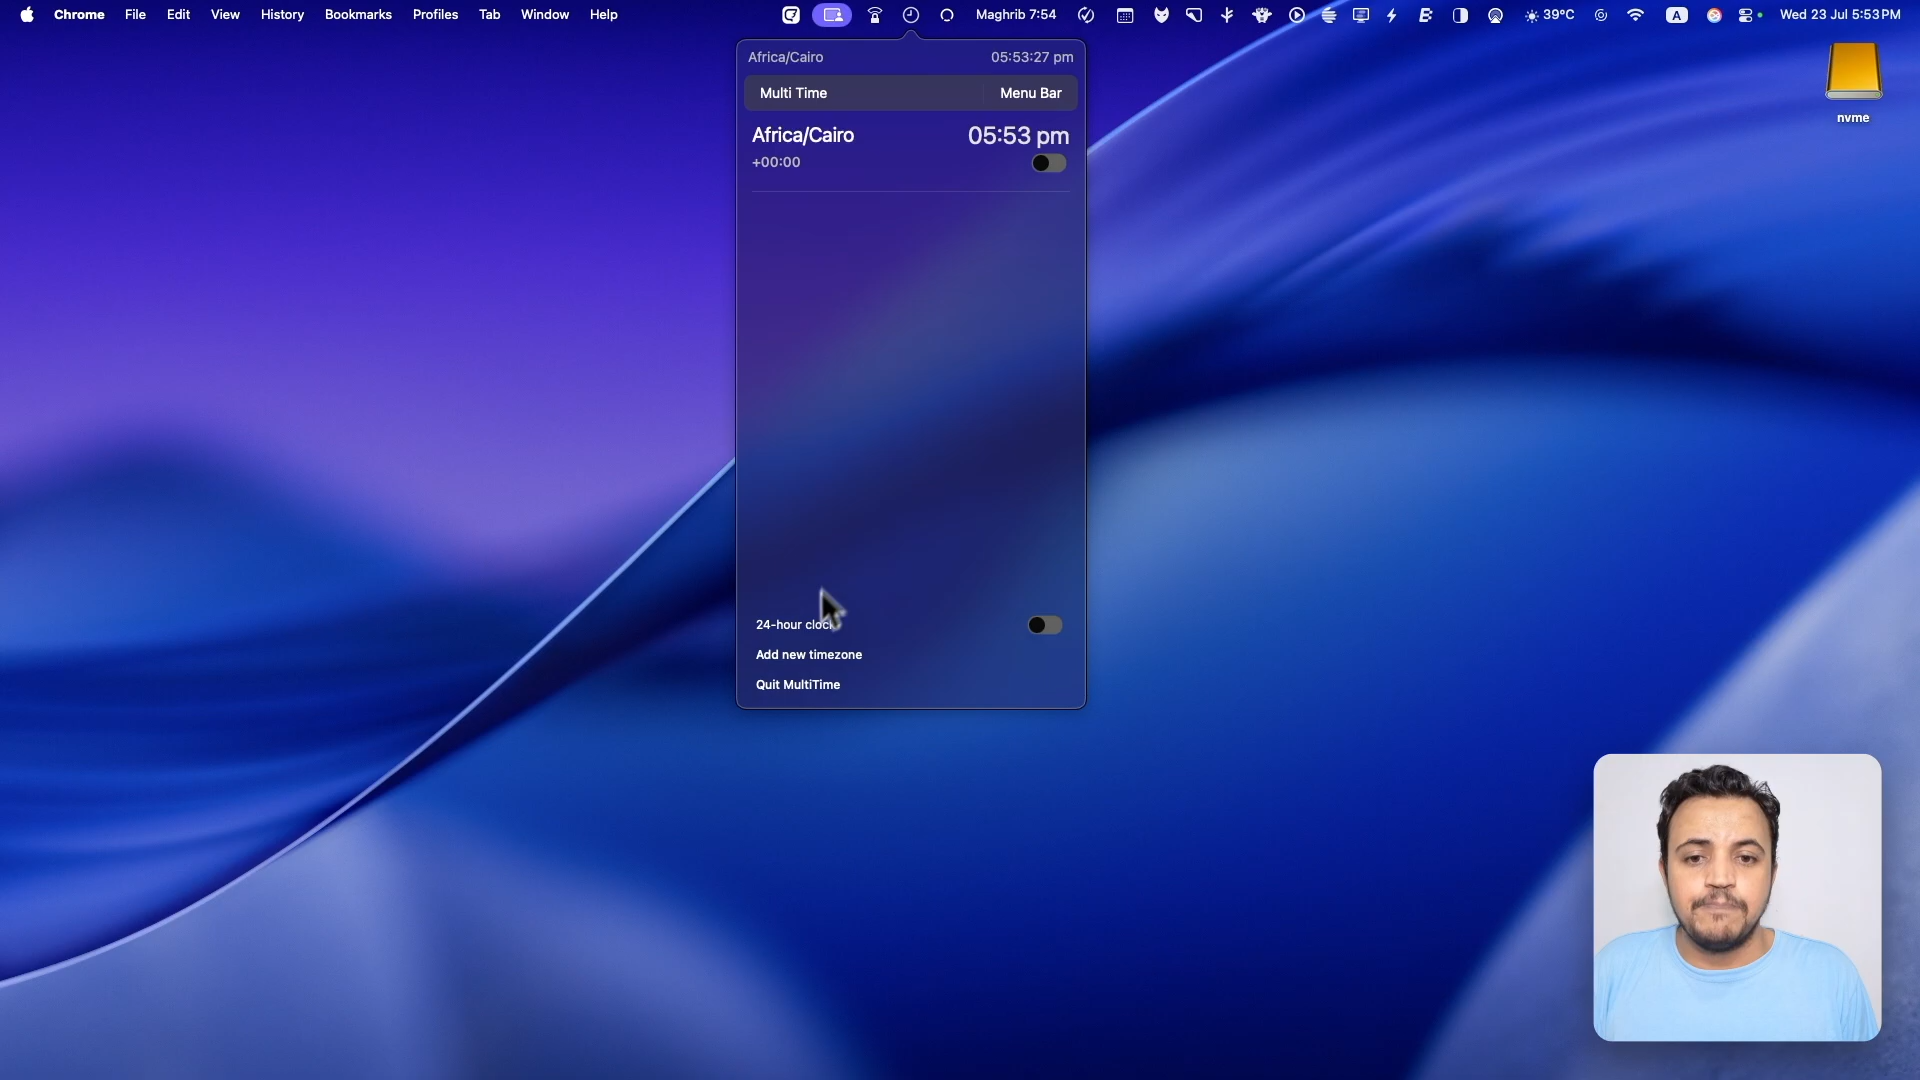 Chrome File Edit View History Bookmarks Profiles Tab Window Help Maghrib 7:54 39°C A Wed 23 Jul 5:53 PM
nvme
Africa/Cairo 05:53:27 pm
Multi Time Menu Bar
Africa/Cairo 05:53 pm
+00:00
24-hour clock
Add new timezone
Quit MultiTime